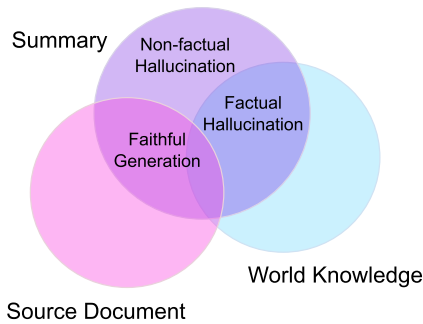 Summary
Non-factual
Hallucination
Factual
Hallucination
Faithful
Generation
World Knowledge
Source Document